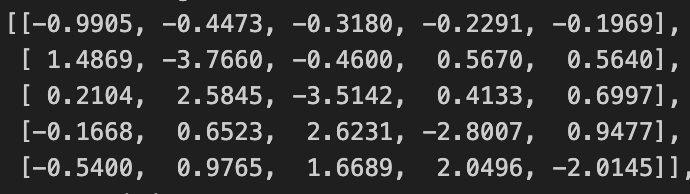 [[-0.9905, -0.4473, -0.3180, -0.2291, -0.1969],
[ 1.4869, -3.7660, -0.4600, 0.5670, 0.5640],
[ 0.2104, 2.5845, -3.5142, 0.4133, 0.6997],
[-0.1668, 0.6523, 2.6231, -2.8007, 0.9477],
[-0.5400, 0.9765, 1.6689, 2.0496, -2.0145]],